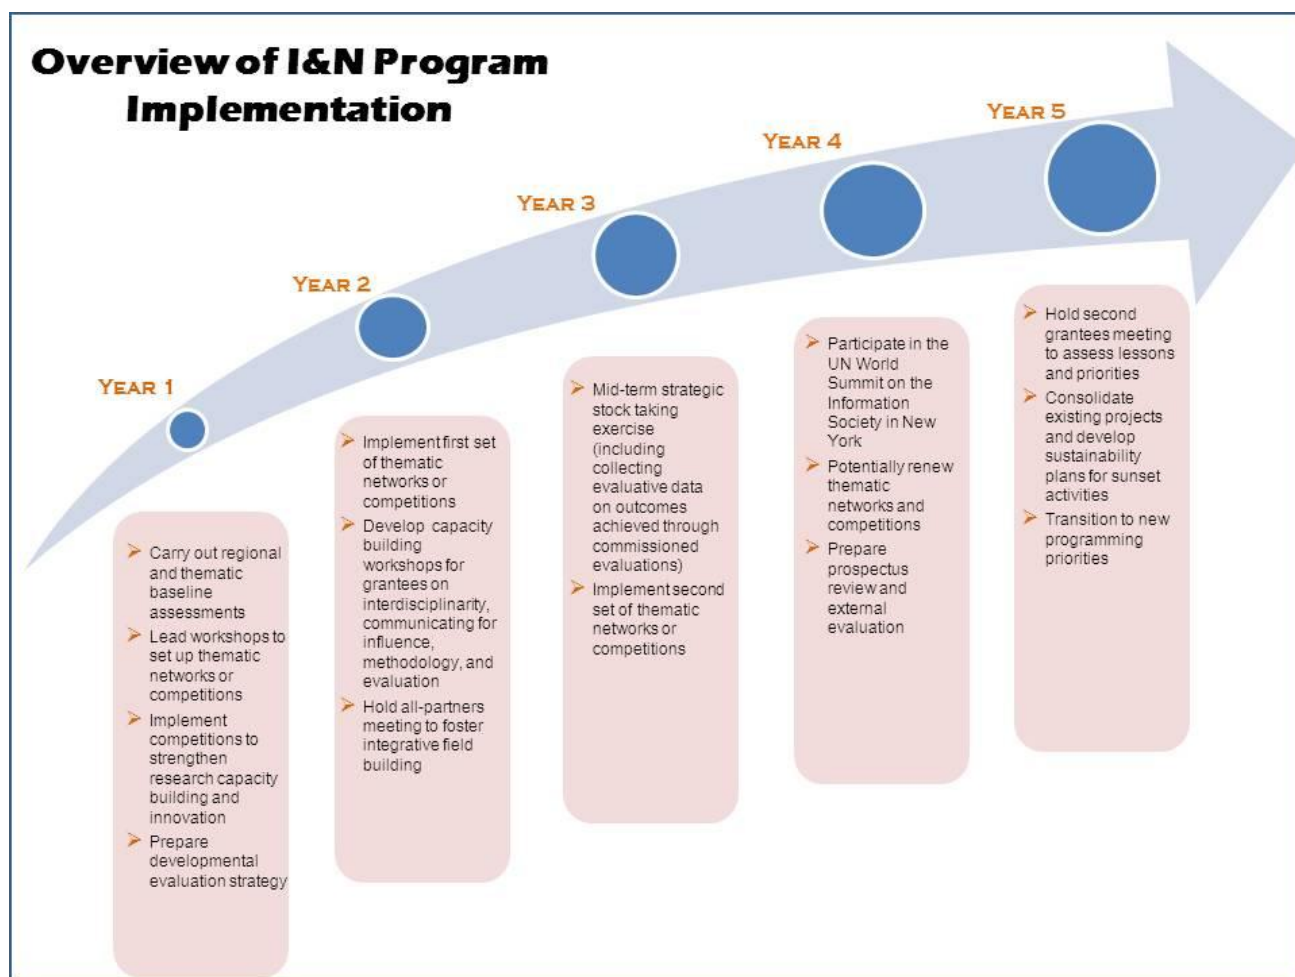 Overview of I&N Program
Implementation
YEAR 1
Carry out regional
and thematic
baseline
assessments
Lead workshops to
set up thematic
networks or
competitions
Implement
competitions to
strengthen
research capacity
building and
innovation
Prepare
developmental
evaluation strategy
YEAR 2
Implement first set
of thematic
networks or
competitions
Develop capacity
building
workshops for
grantees on
interdisciplinarity,
communicating for
influence,
methodology, and
evaluation
Hold all-partners
meeting to foster
integrative field
building
YEAR 3
Mid-term strategic
stock taking
exercise
(including
collecting
evaluative data
on outcomes
achieved through
commissioned
evaluations)
Implement second
set of thematic
networks or
competitions
YEAR 4
Participate in the
UN World
Summit on the
Information
Society in New
York
Potentially renew
thematic
networks and
competitions
Prepare
prospectus
review and
external
evaluation
YEAR 5
Hold second
grantees meeting
to assess lessons
and priorities
Consolidate
existing projects
and develop
sustainability
plans for sunset
activities
Transition to new
programming
priorities